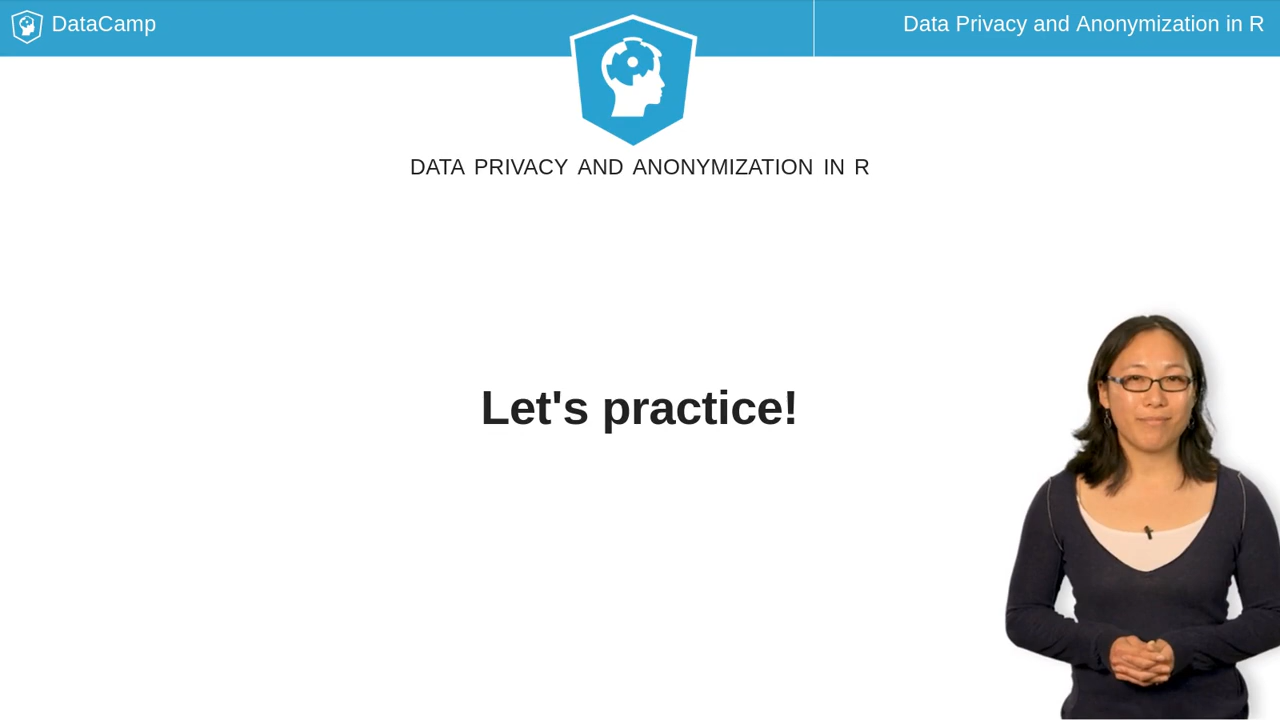 DataCamp
Data Privacy and Anonymization in R
DATA PRIVACY AND ANONYMIZATION IN R
Let's practice!